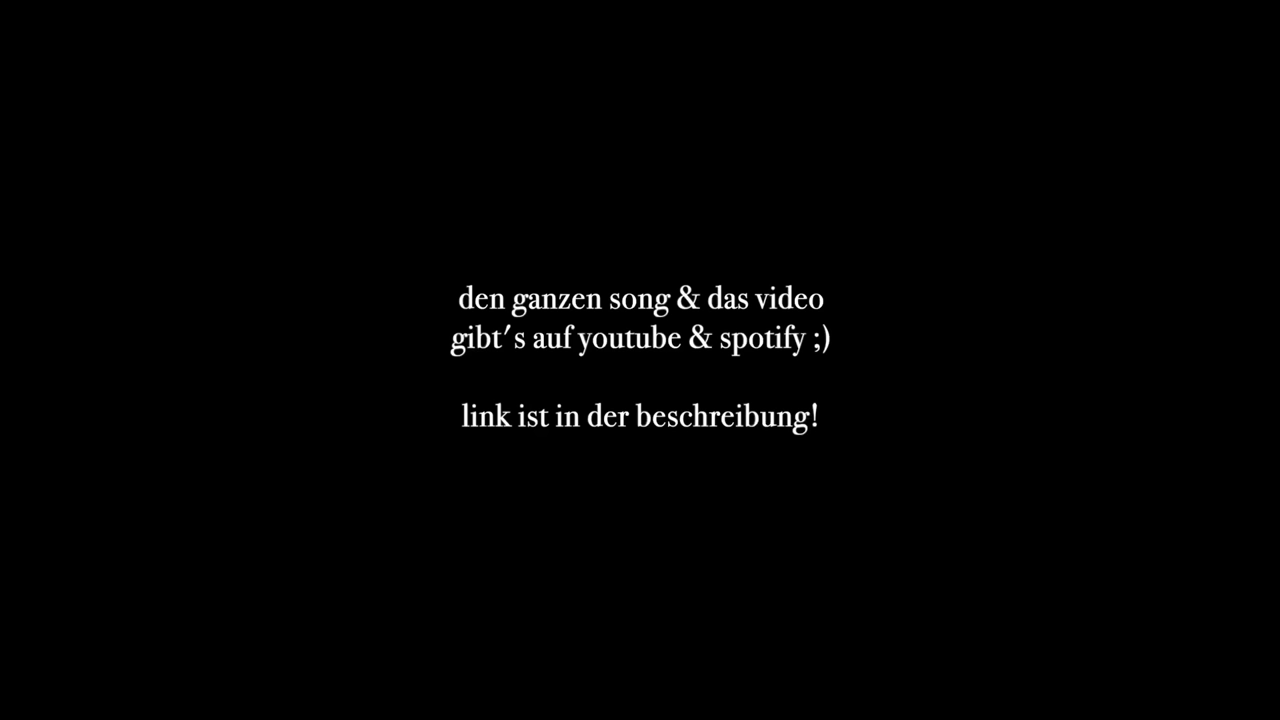 den ganzen song & das video
gibt's auf youtube & spotify ;)
link ist in der beschreibung!